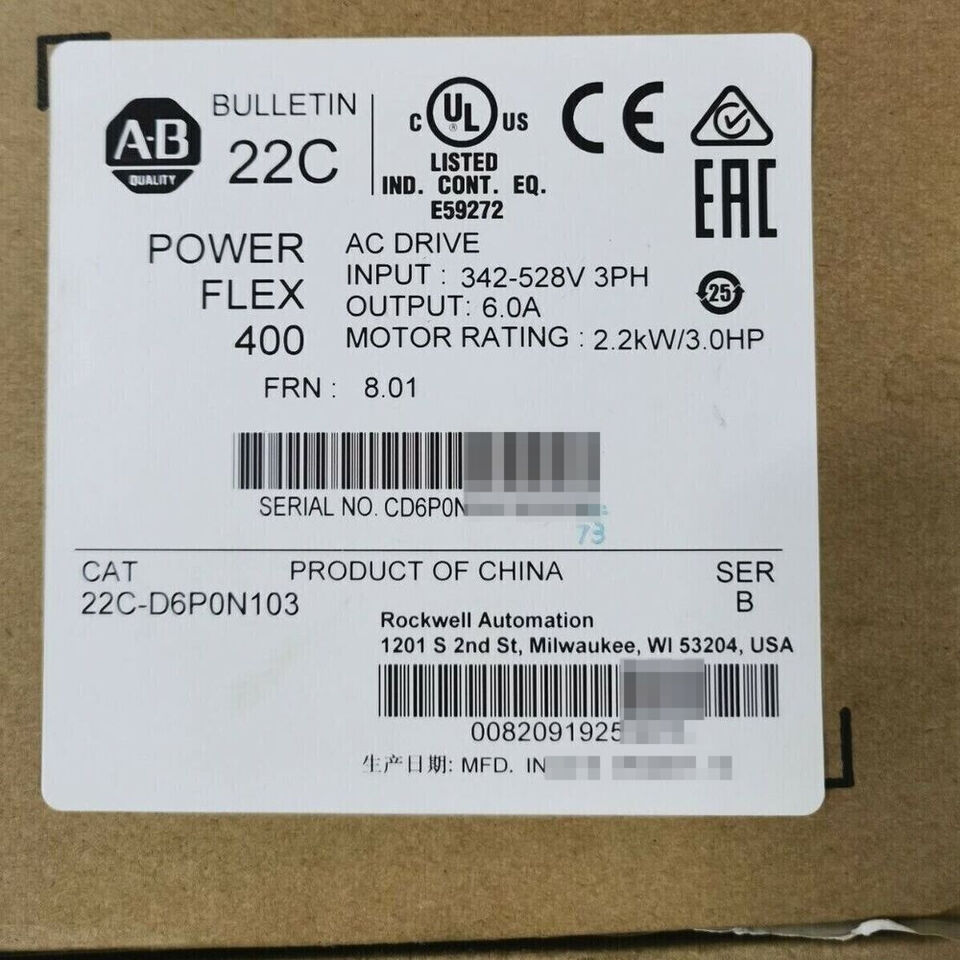 A-B
QUALITY
BULLETIN
22C
C UL US
®
LISTED
IND. CONT. EQ.
E59272
CE
EAC
POWER
FLEX
400
AC DRIVE
INPUT : 342-528V 3PH
OUTPUT: 6.0A
MOTOR RATING : 2.2kW/3.0HP
25
FRN : 8.01
SERIAL NO. CD6P0N
73
CAT
22C-D6P0N103
PRODUCT OF CHINA
SER
B
Rockwell Automation
1201 S 2nd St, Milwaukee, WI 53204, USA
0082091925
生产日期: MFD. IN